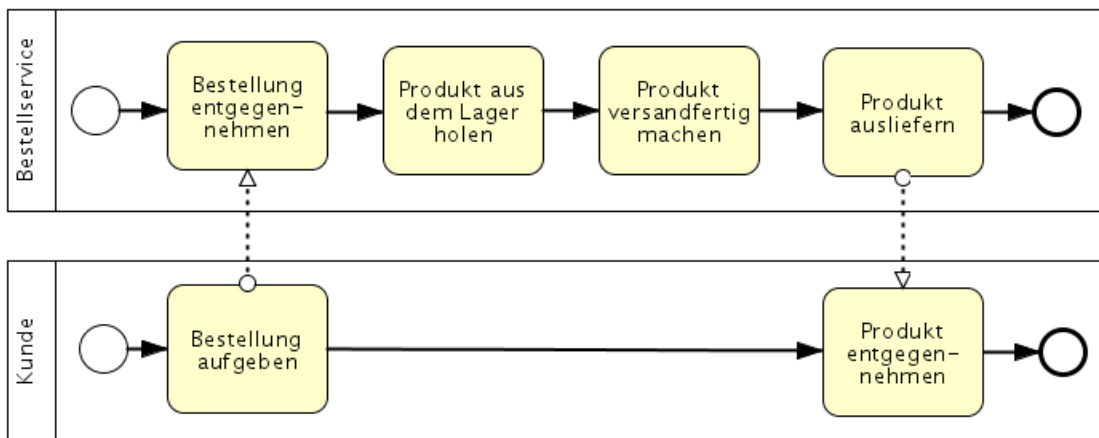 Bestellservice
Bestellung
entgegen-
nehmen
Produkt aus
dem Lager
holen
Produkt
versandfertig
machen
Produkt
ausliefern
Kunde
Bestellung
aufgeben
Produkt
entgegen-
nehmen